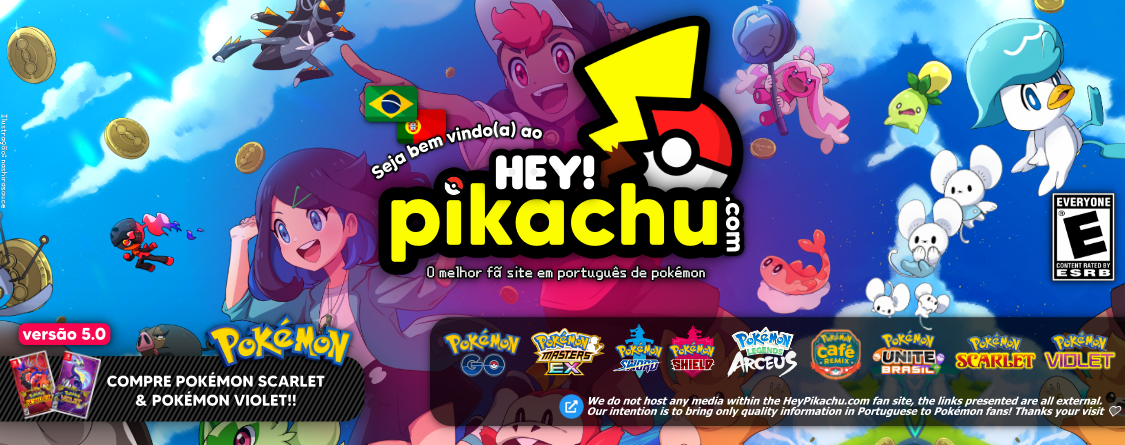 Ilustração: nashirasauce
Seja bem vindo(a) ao
HEY!
pikachu
.com
O melhor fã site em português de pokémon
EVERYONE
E
CONTENT RATED BY
ESRB
versão 5.0
POKÉMON
COMPRE POKÉMON SCARLET
& POKÉMON VIOLET!!
POKÉMON GO
POKÉMON MASTERS EX
POKÉMON SWORD
POKÉMON SHIELD
POKÉMON LEGENDS ARCEUS
POKÉMON café REMIX
POKÉMON UNITE BRASIL
POKÉMON SCARLET
POKÉMON VIOLET
We do not host any media within the HeyPikachu.com fan site, the links presented are all external.
Our intention is to bring only quality information in Portuguese to Pokémon fans! Thanks your visit